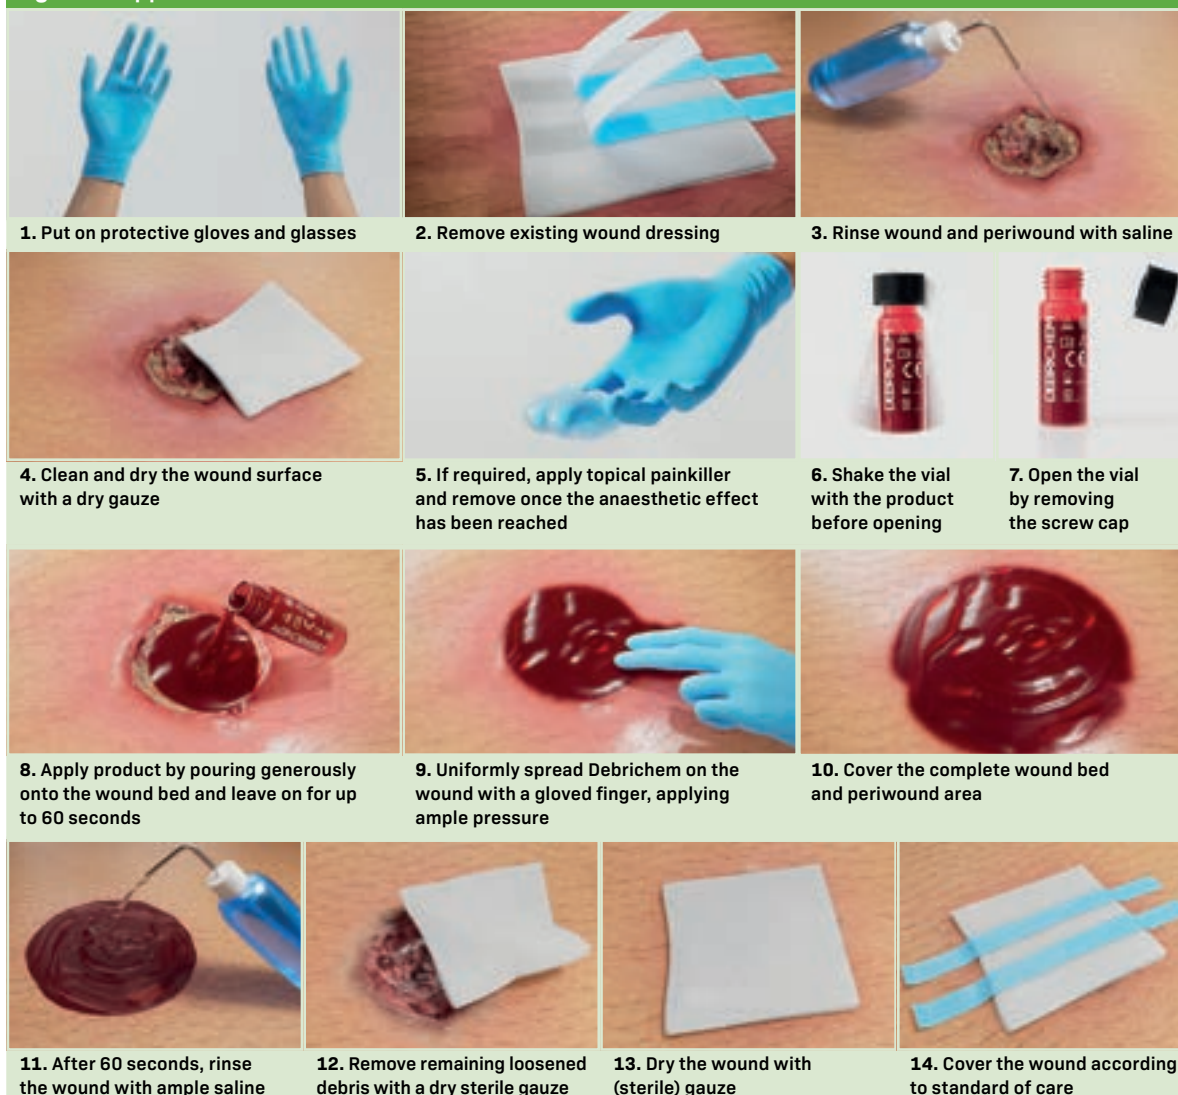 1. Put on protective gloves and glasses
2. Remove existing wound dressing
3. Rinse wound and periwound with saline
4. Clean and dry the wound surface
with a dry gauze
5. If required, apply topical painkiller
and remove once the anaesthetic effect
has been reached
DEBRICHEM
DEBRICHEM
6. Shake the vial
with the product
before opening
7. Open the vial
by removing
the screw cap
8. Apply product by pouring generously
onto the wound bed and leave on for up
to 60 seconds
9. Uniformly spread Debrichem on the
wound with a gloved finger, applying
ample pressure
10. Cover the complete wound bed
and periwound area
11. After 60 seconds, rinse
the wound with ample saline
12. Remove remaining loosened
debris with a dry sterile gauze
13. Dry the wound with
(sterile) gauze
14. Cover the wound according
to standard of care